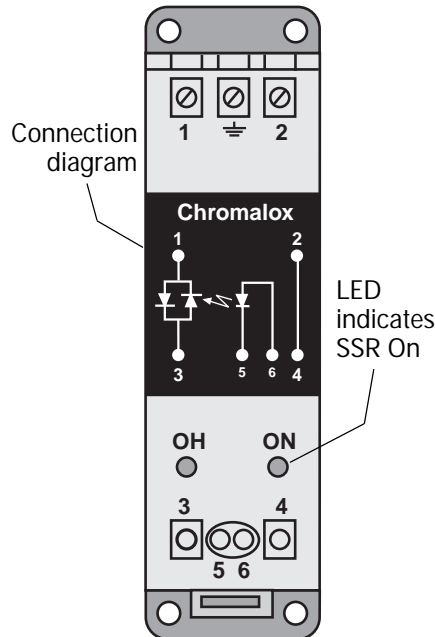 1 2
Connection
diagram
Chromalox
1 2
3 5 6 4
LED
indicates
SSR On
OH ON
3 4
5 6